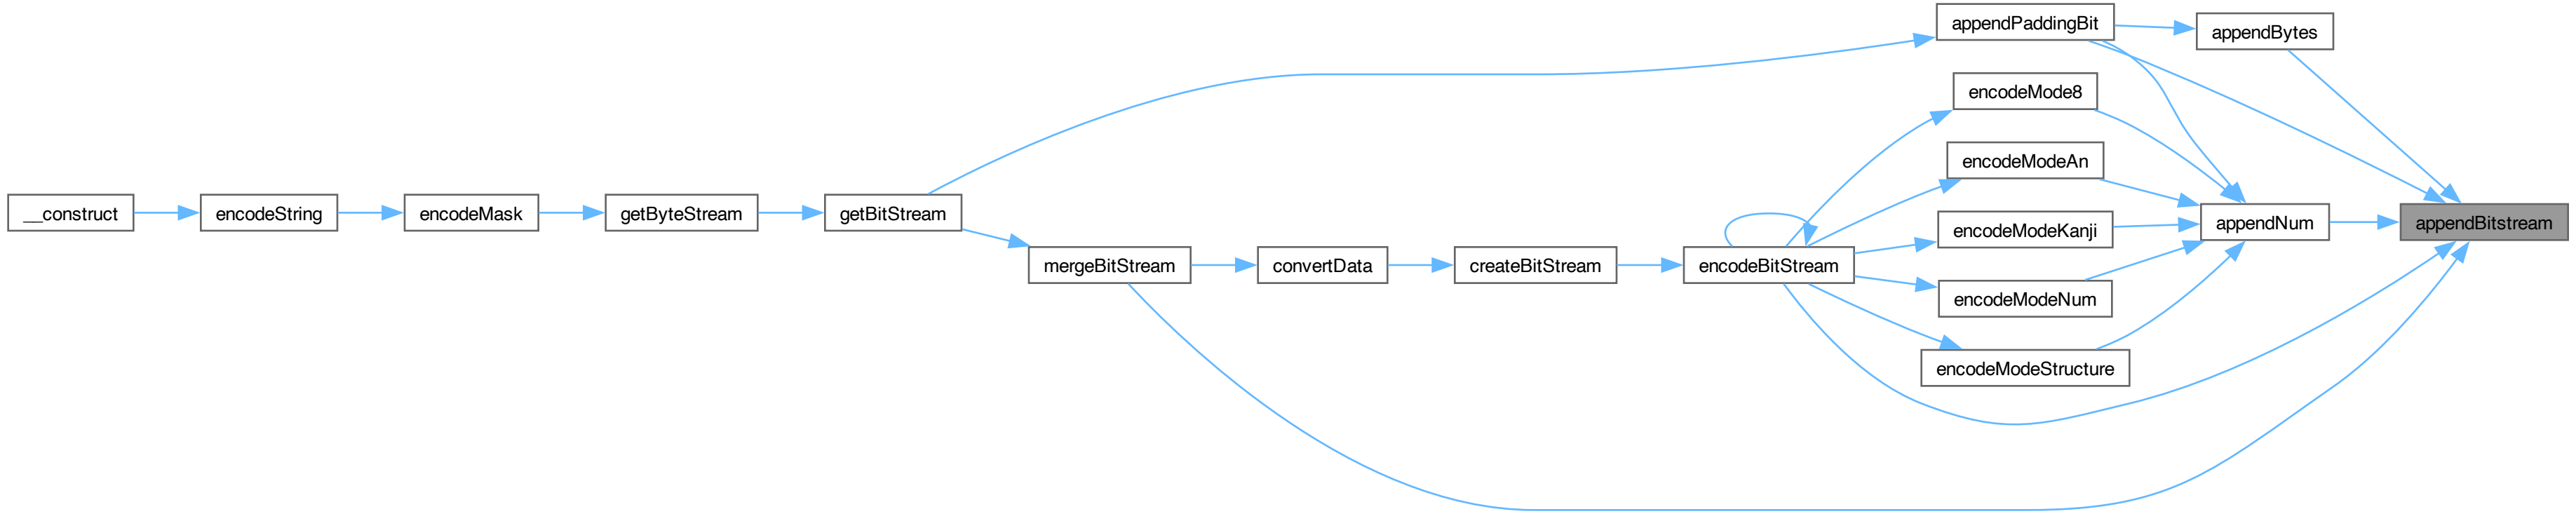 appendPaddingBit
appendBytes
encodeMode8
encodeModeAn
__construct
encodeString
encodeMask
getByteStream
getBitStream
appendNum
appendBitstream
encodeModeKanji
mergeBitStream
convertData
createBitStream
encodeBitStream
encodeModeNum
encodeModeStructure